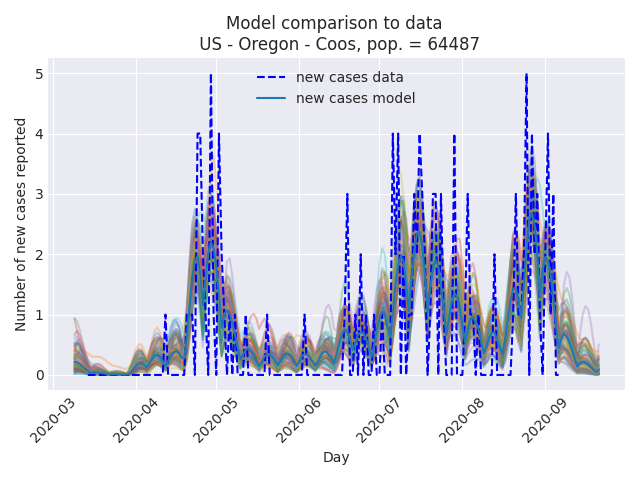 Model comparison to data
US - Oregon - Coos, pop. = 64487
new cases data
new cases model
Number of new cases reported
5
4
3
2
1
0
2020-03
2020-04
2020-05
2020-06
2020-07
2020-08
2020-09
Day